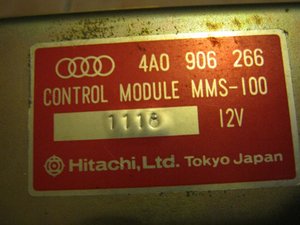 4A0 906 266
CONTROL MODULE MMS-100
1118 12V
Hitachi, Ltd. Tokyo Japan